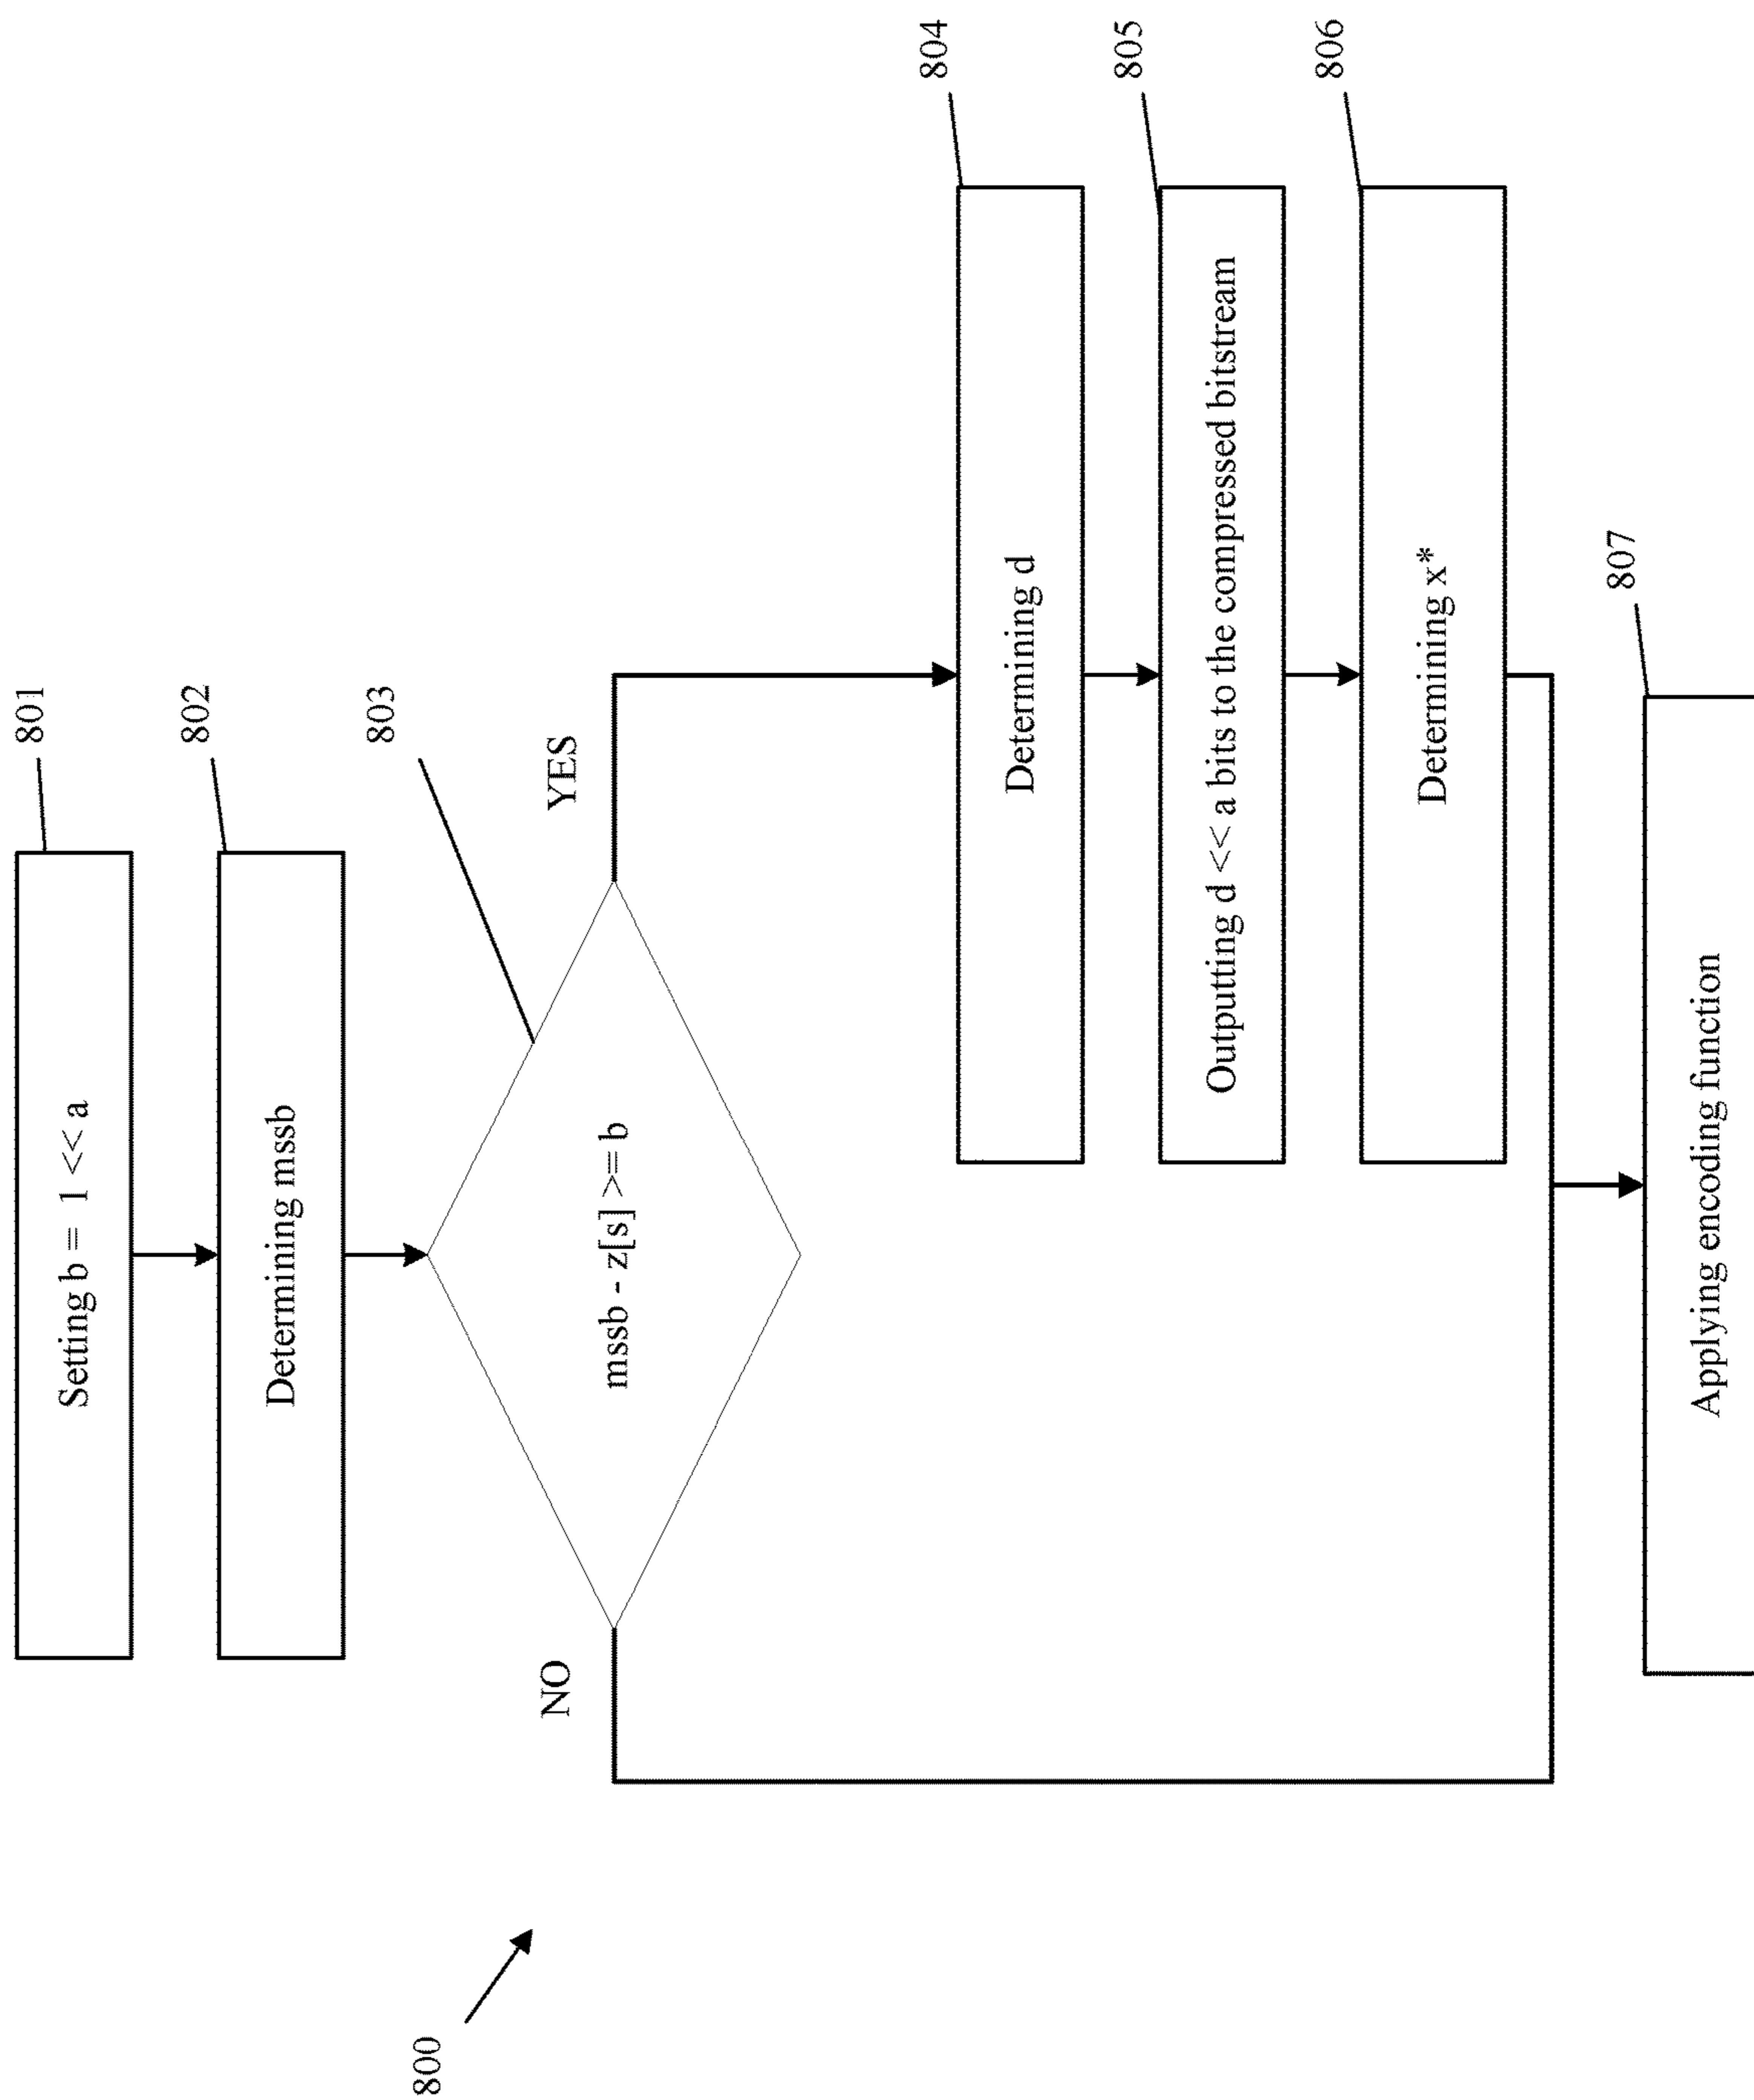 801
Setting b = 1 << a
802
Determining mssb
803
mssb - z[s] >= b
NO
YES
804
Determining d
805
Outputing d << a bits to the compressed bitstream
806
Determining x*
807
Applying encoding function
800